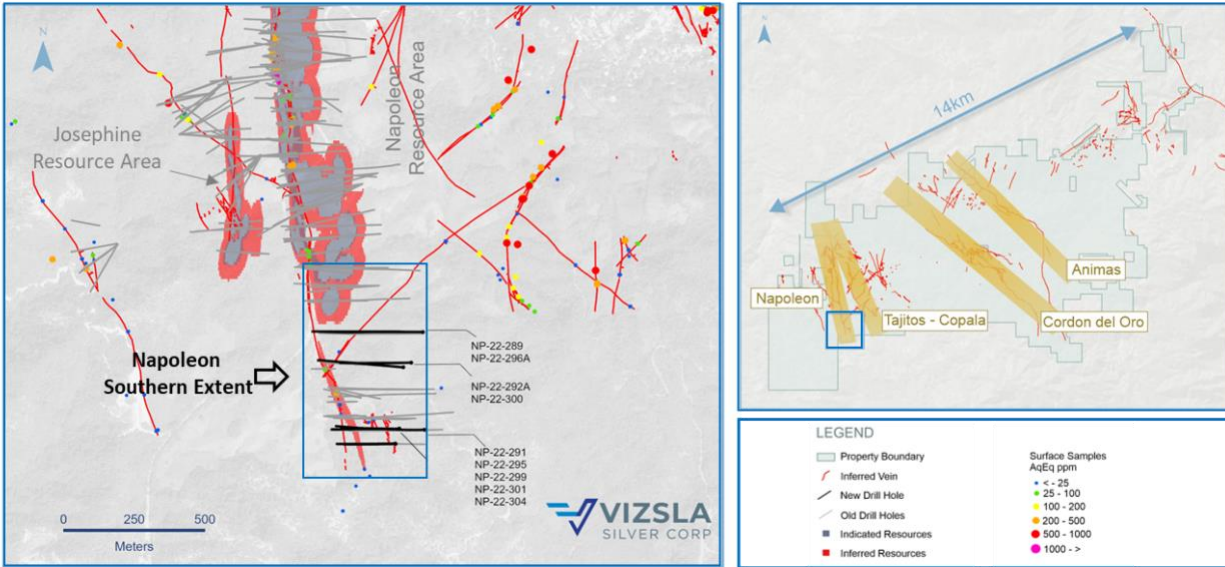 N
Josephine
Resource Area
Napoleon
Resource Area
Napoleon
Southern Extent
NP-22-289
NP-22-296A
NP-22-292A
NP-22-300
NP-22-291
NP-22-295
NP-22-299
NP-22-301
NP-22-304
0 250 500
Meters
VIZSLA
SILVER CORP
N
14km
Napoleon
Tajitos - Copala
Cordon del Oro
Animas
LEGEND
Property Boundary
Inferred Vein
New Drill Hole
Old Drill Holes
Indicated Resources
Inferred Resources
Surface Samples
AqEq ppm
< - 25
25 - 100
100 - 200
200 - 500
500 - 1000
1000 - >